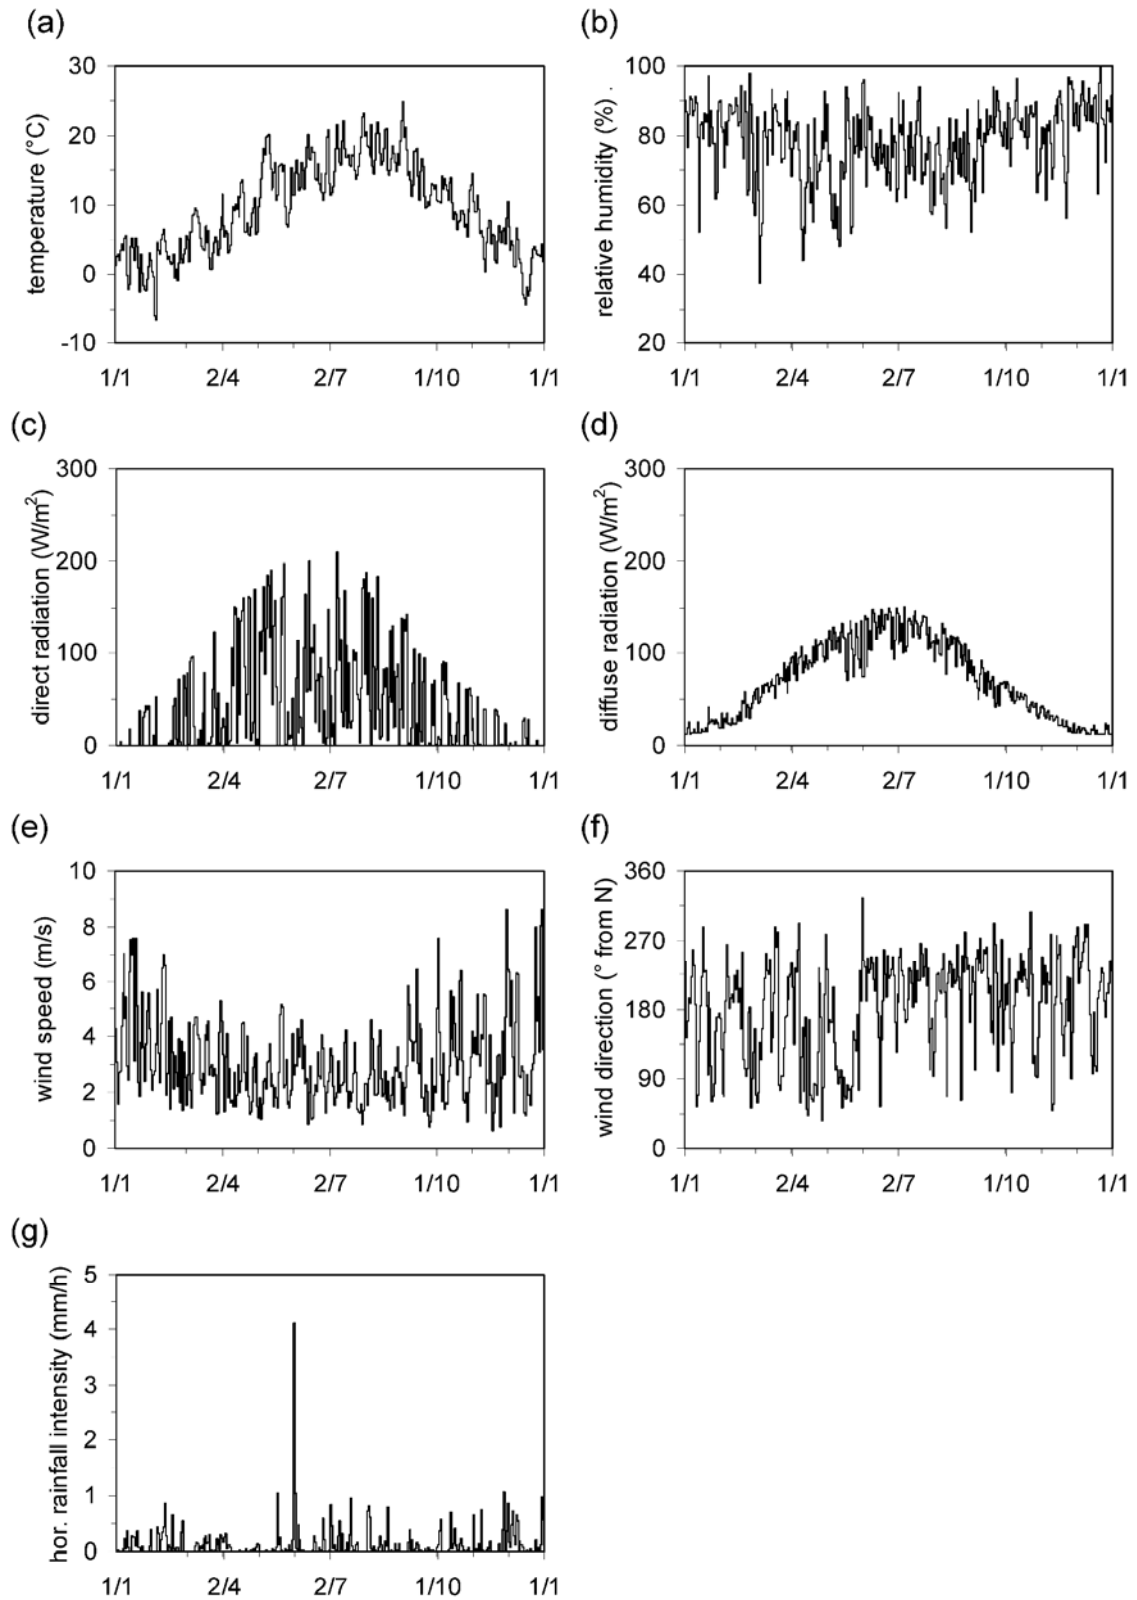 (a)
temperature (°C)
30
20
10
0
-10
1/1 2/4 2/7 1/10 1/1
(b)
relative humidity (%) .
100
80
60
40
20
1/1 2/4 2/7 1/10 1/1
(c)
direct radiation (W/m²)
300
200
100
0
1/1 2/4 2/7 1/10 1/1
(d)
diffuse radiation (W/m²)
300
200
100
0
1/1 2/4 2/7 1/10 1/1
(e)
wind speed (m/s)
10
8
6
4
2
0
1/1 2/4 2/7 1/10 1/1
(f)
wind direction (° from N)
360
270
180
90
0
1/1 2/4 2/7 1/10 1/1
(g)
hor. rainfall intensity (mm/h)
5
4
3
2
1
0
1/1 2/4 2/7 1/10 1/1